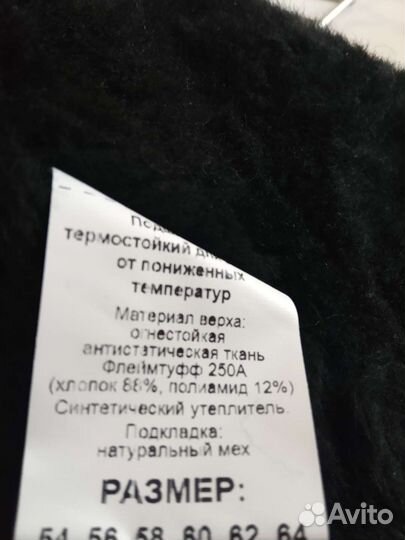 термостойкий
от пониженных
температур
Материал верха:
огнестойкая
антистатическая ткань
Флеймтуфф 250А
(хлопок 88%, полиамид 12%)
Синтетический утеплитель.
Подкладка:
натуральный мех
РАЗМЕР:
54 56 58 60 62 64
Avito